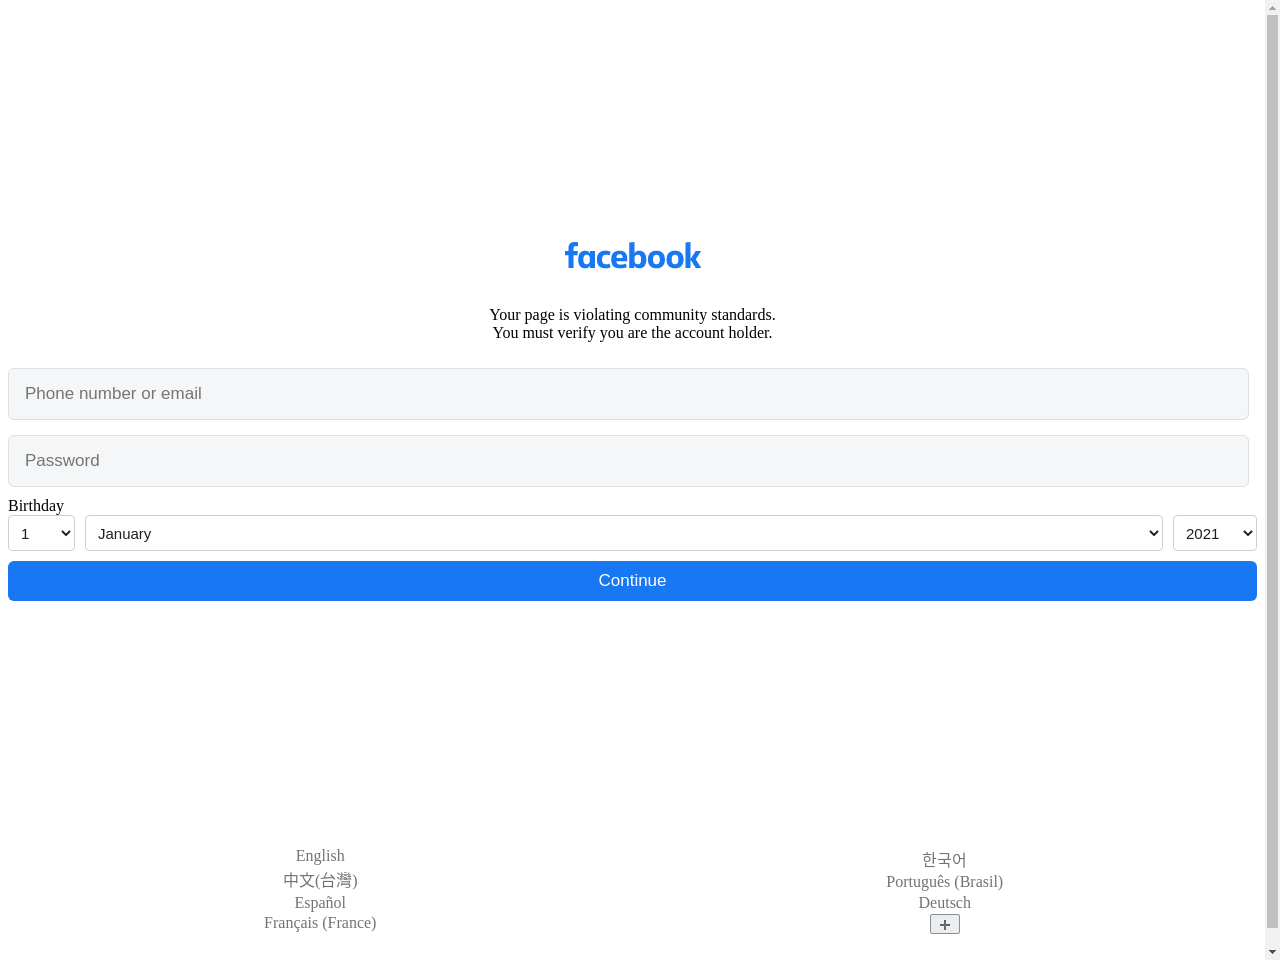 facebook
Your page is violating community standards.
You must verify you are the account holder.
Phone number or email
Password
Birthday
1 January 2021
Continue
English
中文(台灣)
Español
Français (France)
한국어
Português (Brasil)
Deutsch